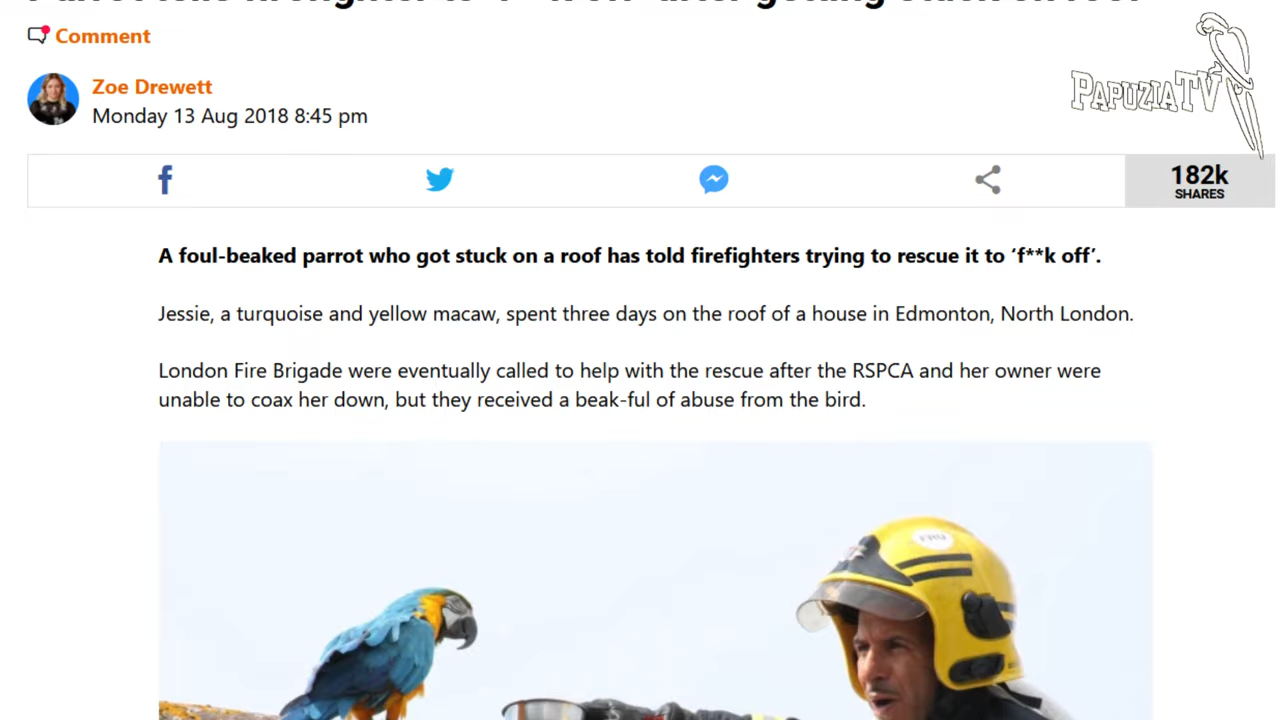 Comment
PAPUZIATV
Zoe Drewett
Monday 13 Aug 2018 8:45 pm
182k
SHARES
A foul-beaked parrot who got stuck on a roof has told firefighters trying to rescue it to ‘f**k off’.
Jessie, a turquoise and yellow macaw, spent three days on the roof of a house in Edmonton, North London.
London Fire Brigade were eventually called to help with the rescue after the RSPCA and her owner were
unable to coax her down, but they received a beak-ful of abuse from the bird.
FRU